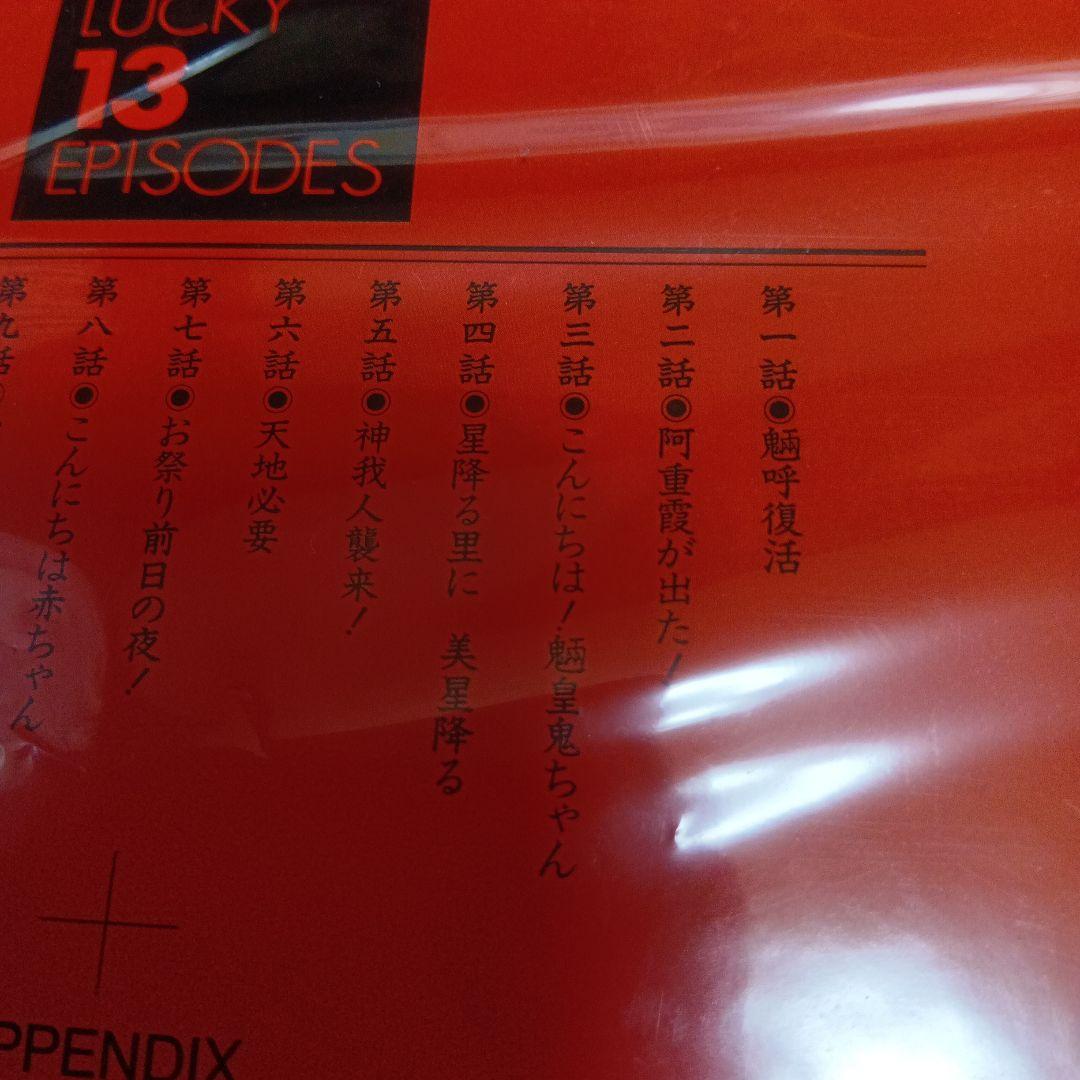 LUCKY
13
EPISODES
第一話◉魎呼復活
第二話◉阿重霞が出た!
第三話◉こんにちは!魎皇鬼ちゃん
第四話◉星降る里に　美星降る
第五話◉神我人襲来!
第六話◉天地必要
第七話◉お祭り前日の夜!
第八話◉こんにちは赤ちゃん
第九話◉
PPENDIX